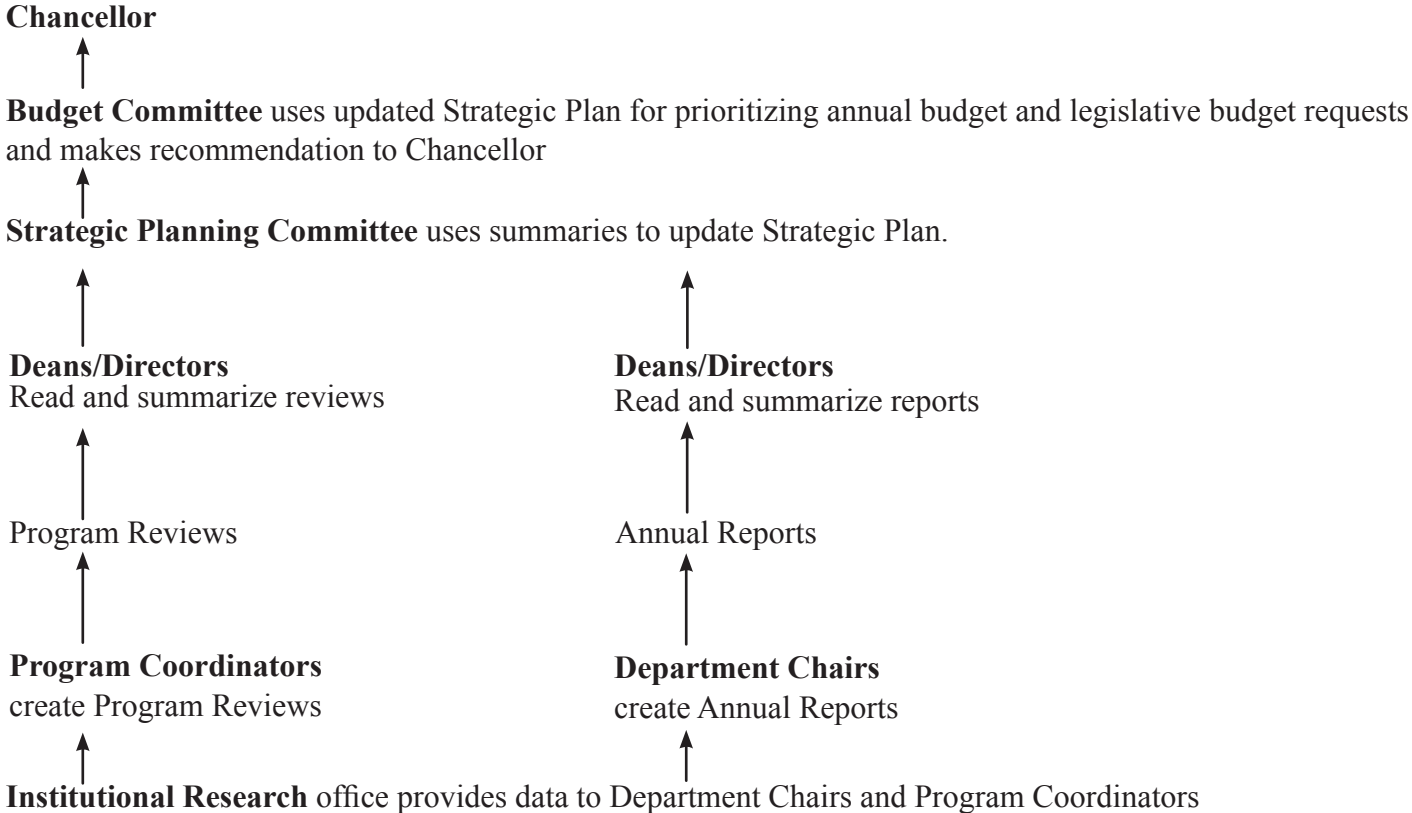 Chancellor
Budget Committee uses updated Strategic Plan for prioritizing annual budget and legislative budget requests
and makes recommendation to Chancellor
Strategic Planning Committee uses summaries to update Strategic Plan.
Deans/Directors
Read and summarize reviews
Deans/Directors
Read and summarize reports
Program Reviews
Annual Reports
Program Coordinators
create Program Reviews
Department Chairs
create Annual Reports
Institutional Research office provides data to Department Chairs and Program Coordinators